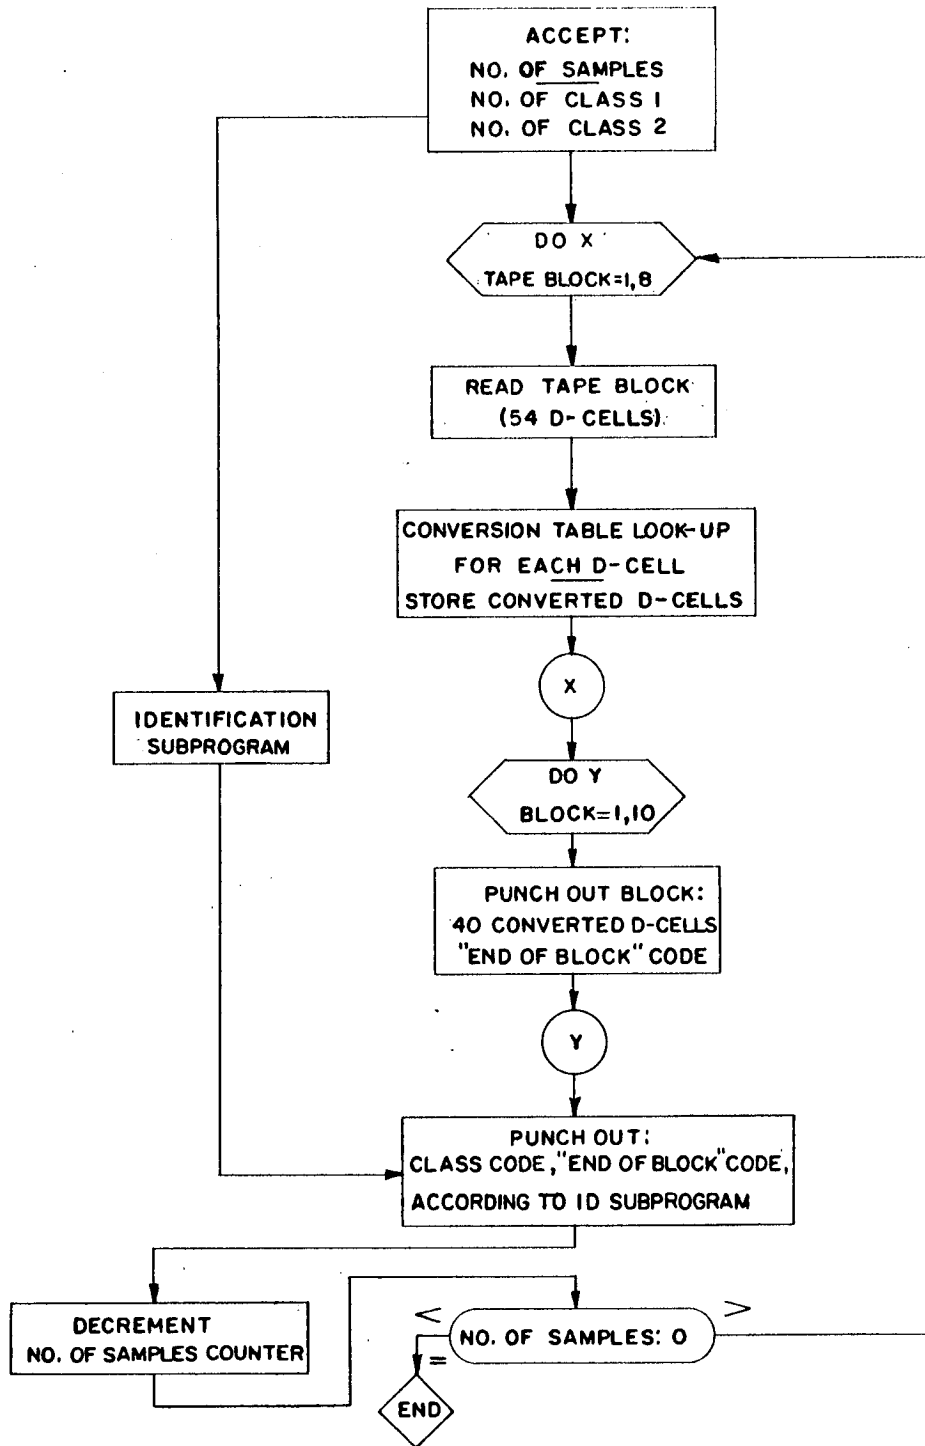 ACCEPT:
NO. OF SAMPLES
NO. OF CLASS 1
NO. OF CLASS 2
DO X
TAPE BLOCK=1,8
READ TAPE BLOCK
(54 D-CELLS)
CONVERSION TABLE LOOK-UP
FOR EACH D-CELL
STORE CONVERTED D-CELLS
X
IDENTIFICATION
SUBPROGRAM
DO Y
BLOCK=1,10
PUNCH OUT BLOCK:
40 CONVERTED D-CELLS
"END OF BLOCK" CODE
Y
PUNCH OUT:
CLASS CODE,"END OF BLOCK" CODE,
ACCORDING TO ID SUBPROGRAM
DECREMENT
NO. OF SAMPLES COUNTER
< >
NO. OF SAMPLES: 0
=
END